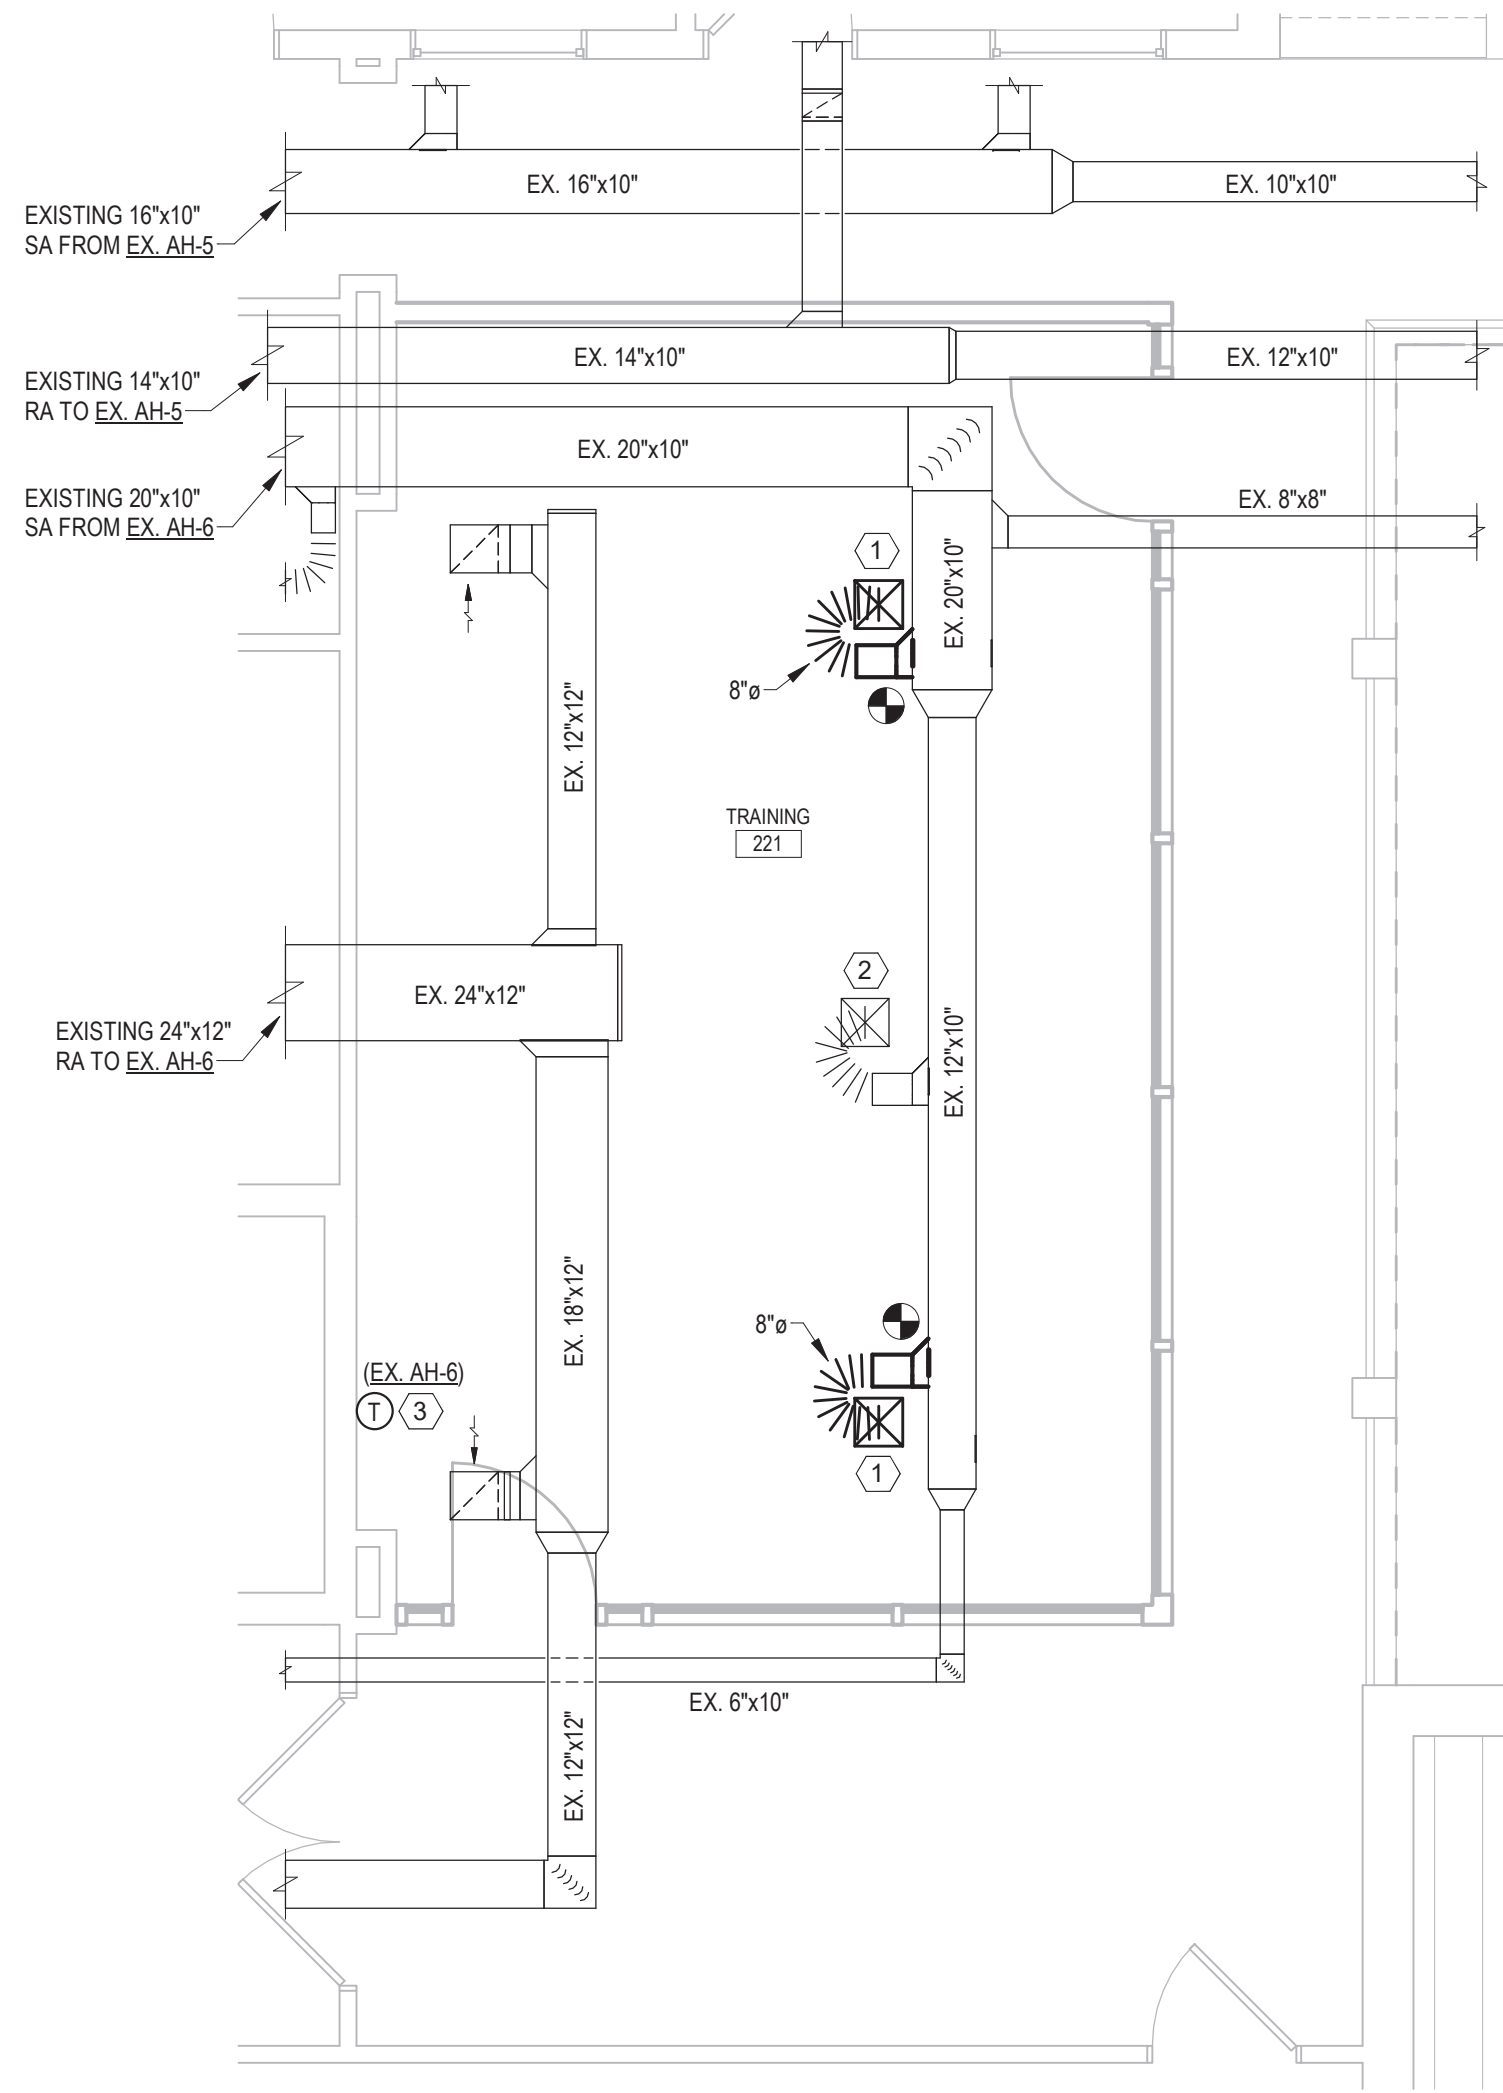 EX. 16"x10"
EX. 10"x10"
EXISTING 16"x10"
SA FROM EX. AH-5
EX. 14"x10"
EX. 12"x10"
EXISTING 14"x10"
RA TO EX. AH-5
EX. 20"x10"
EXISTING 20"x10"
SA FROM EX. AH-6
EX. 8"x8"
1
EX. 20"x10"
8"ø
EX. 12"x12"
TRAINING
221
2
EX. 24"x12"
EXISTING 24"x12"
RA TO EX. AH-6
EX. 12"x10"
EX. 18"x12"
8"ø
(EX. AH-6)
T
3
1
EX. 6"x10"
EX. 12"x12"